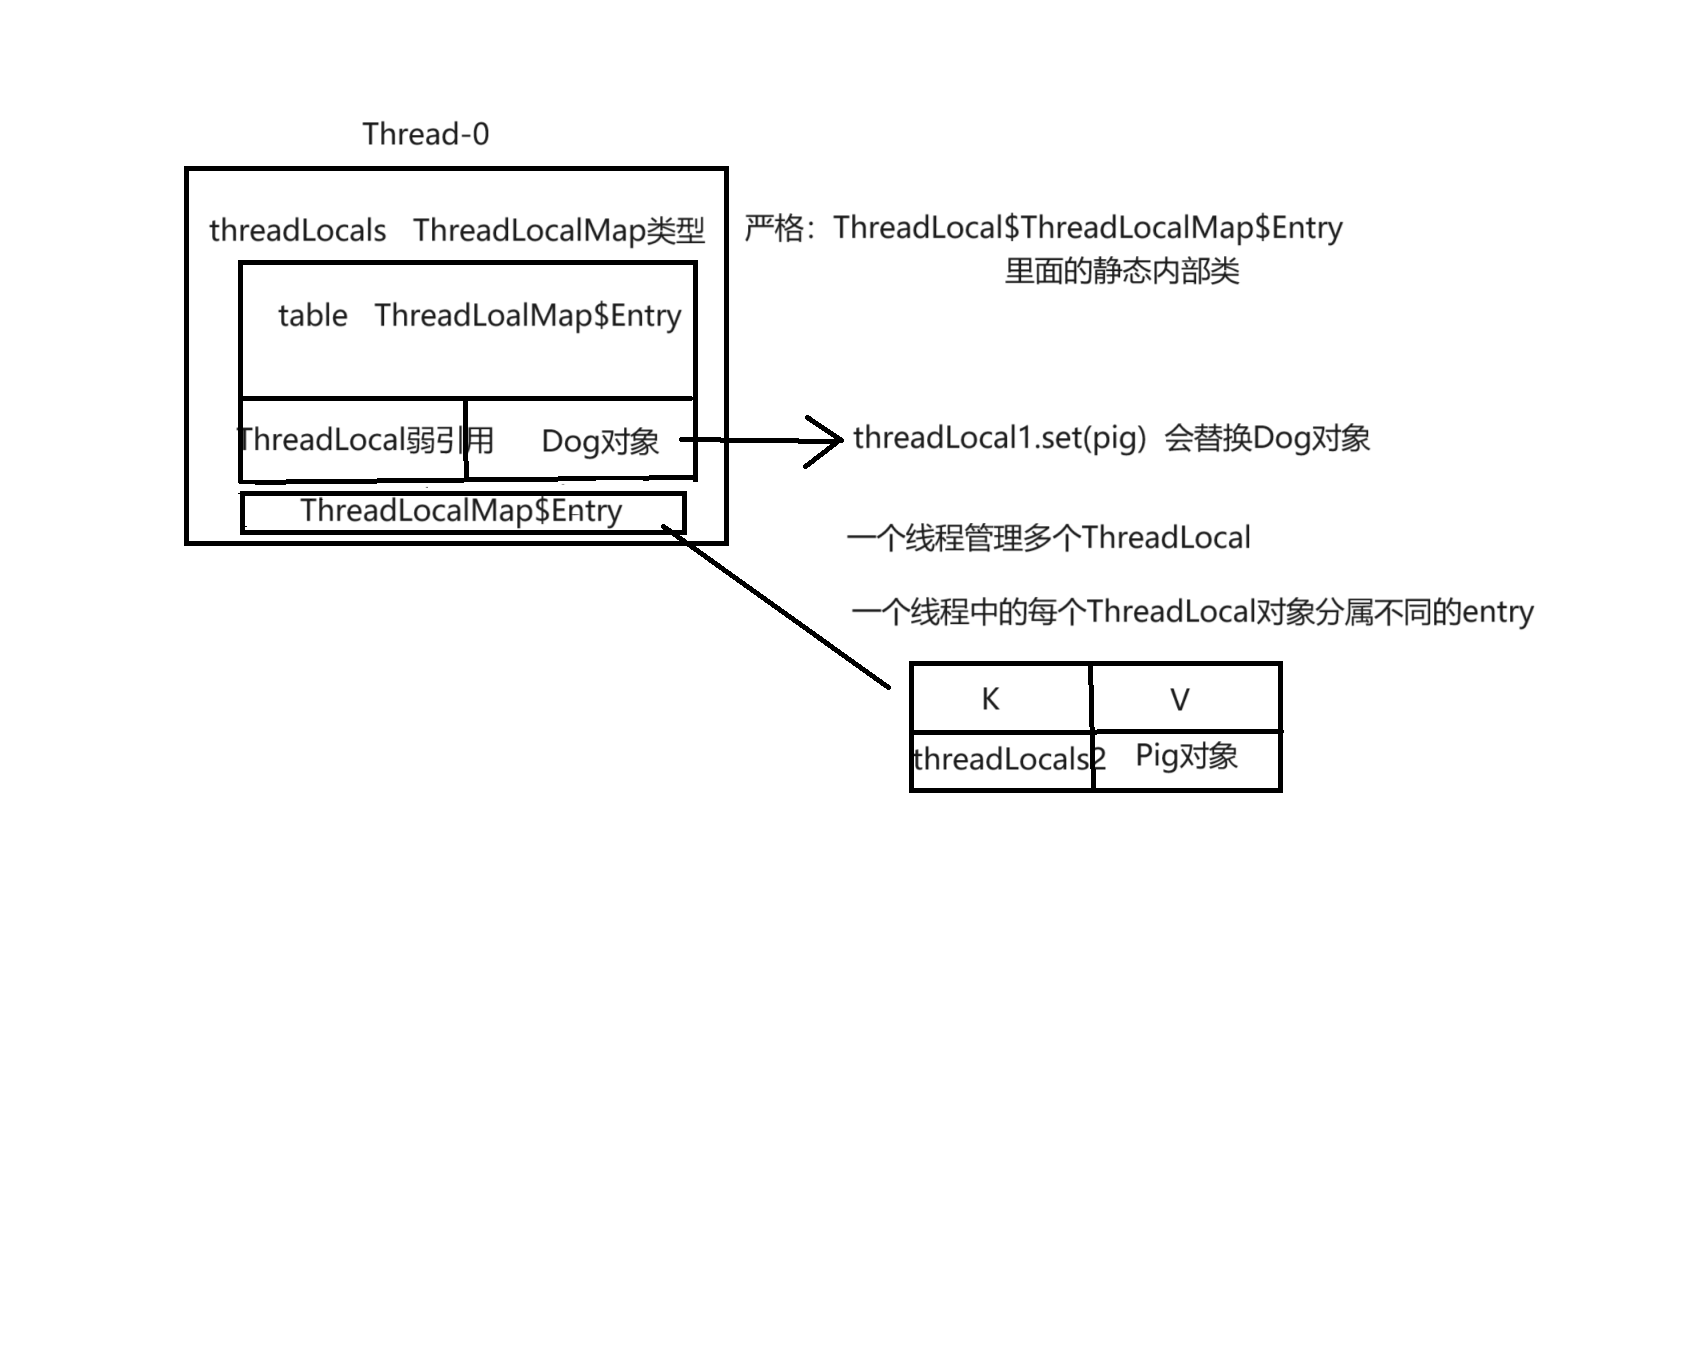 Thread-0
threadLocals ThreadLocalMap类型
严格：ThreadLocal$ThreadLocalMap$Entry
里面的静态内部类
table ThreadLoalMap$Entry
ThreadLocal弱引用 Dog对象
threadLocal1.set(pig) 会替换Dog对象
ThreadLocalMap$Entry
一个线程管理多个ThreadLocal
一个线程中的每个ThreadLocal对象分属不同的entry
K V
threadLocals2 Pig对象